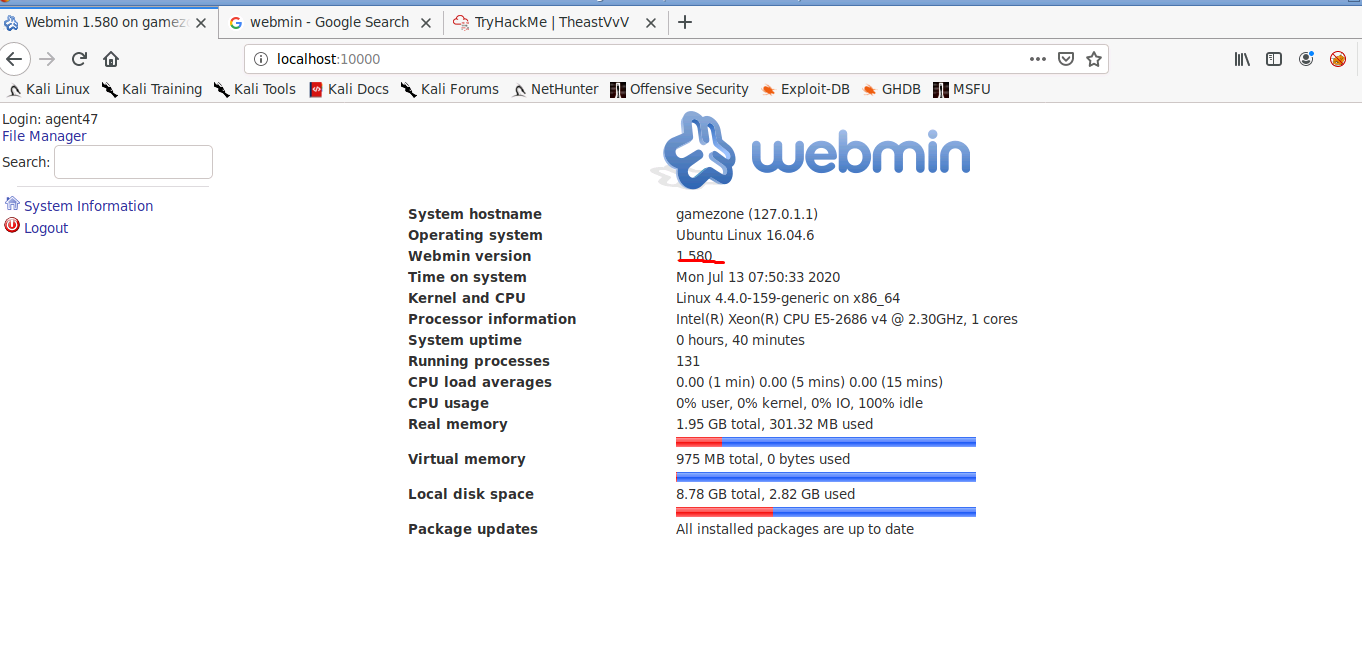 Webmin 1.580 on gamez
webmin - Google Search
TryHackMe | TheastVvV
localhost:10000
Kali Linux Kali Training Kali Tools Kali Docs Kali Forums NetHunter Offensive Security Exploit-DB GHDB MSFU
Login: agent47
File Manager
Search:
System Information
Logout
webmin
System hostname gamezone (127.0.1.1)
Operating system Ubuntu Linux 16.04.6
Webmin version 1.580
Time on system Mon Jul 13 07:50:33 2020
Kernel and CPU Linux 4.4.0-159-generic on x86_64
Processor information Intel(R) Xeon(R) CPU E5-2686 v4 @ 2.30GHz, 1 cores
System uptime 0 hours, 40 minutes
Running processes 131
CPU load averages 0.00 (1 min) 0.00 (5 mins) 0.00 (15 mins)
CPU usage 0% user, 0% kernel, 0% IO, 100% idle
Real memory 1.95 GB total, 301.32 MB used
Virtual memory 975 MB total, 0 bytes used
Local disk space 8.78 GB total, 2.82 GB used
Package updates All installed packages are up to date